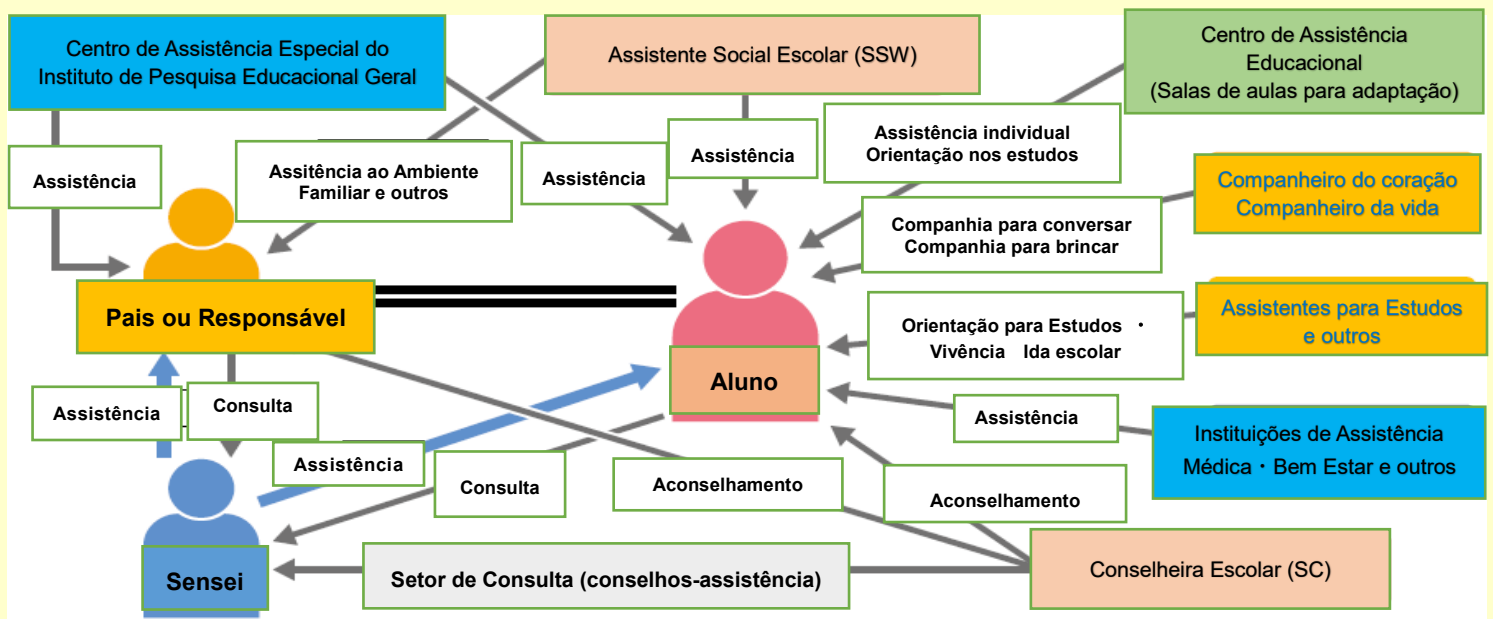 Centro de Assistência Especial do
Instituto de Pesquisa Educacional Geral
Assistente Social Escolar (SSW)
Centro de Assistência
Educacional
(Salas de aulas para adaptação)
Assistência
Assitência ao Ambiente
Familiar e outros
Assistência
Assistência
Assistência individual
Orientação nos estudos
Companheiro do coração
Companheiro da vida
Companhia para conversar
Companhia para brincar
Pais ou Responsável
Assistentes para Estudos
e outros
Orientação para Estudos ・
Vivência　Ida escolar
Aluno
Assistência
Consulta
Assistência
Instituições de Assistência
Médica・Bem Estar e outros
Assistência
Consulta
Aconselhamento
Aconselhamento
Sensei
Setor de Consulta (conselhos-assistência)
Conselheira Escolar (SC)